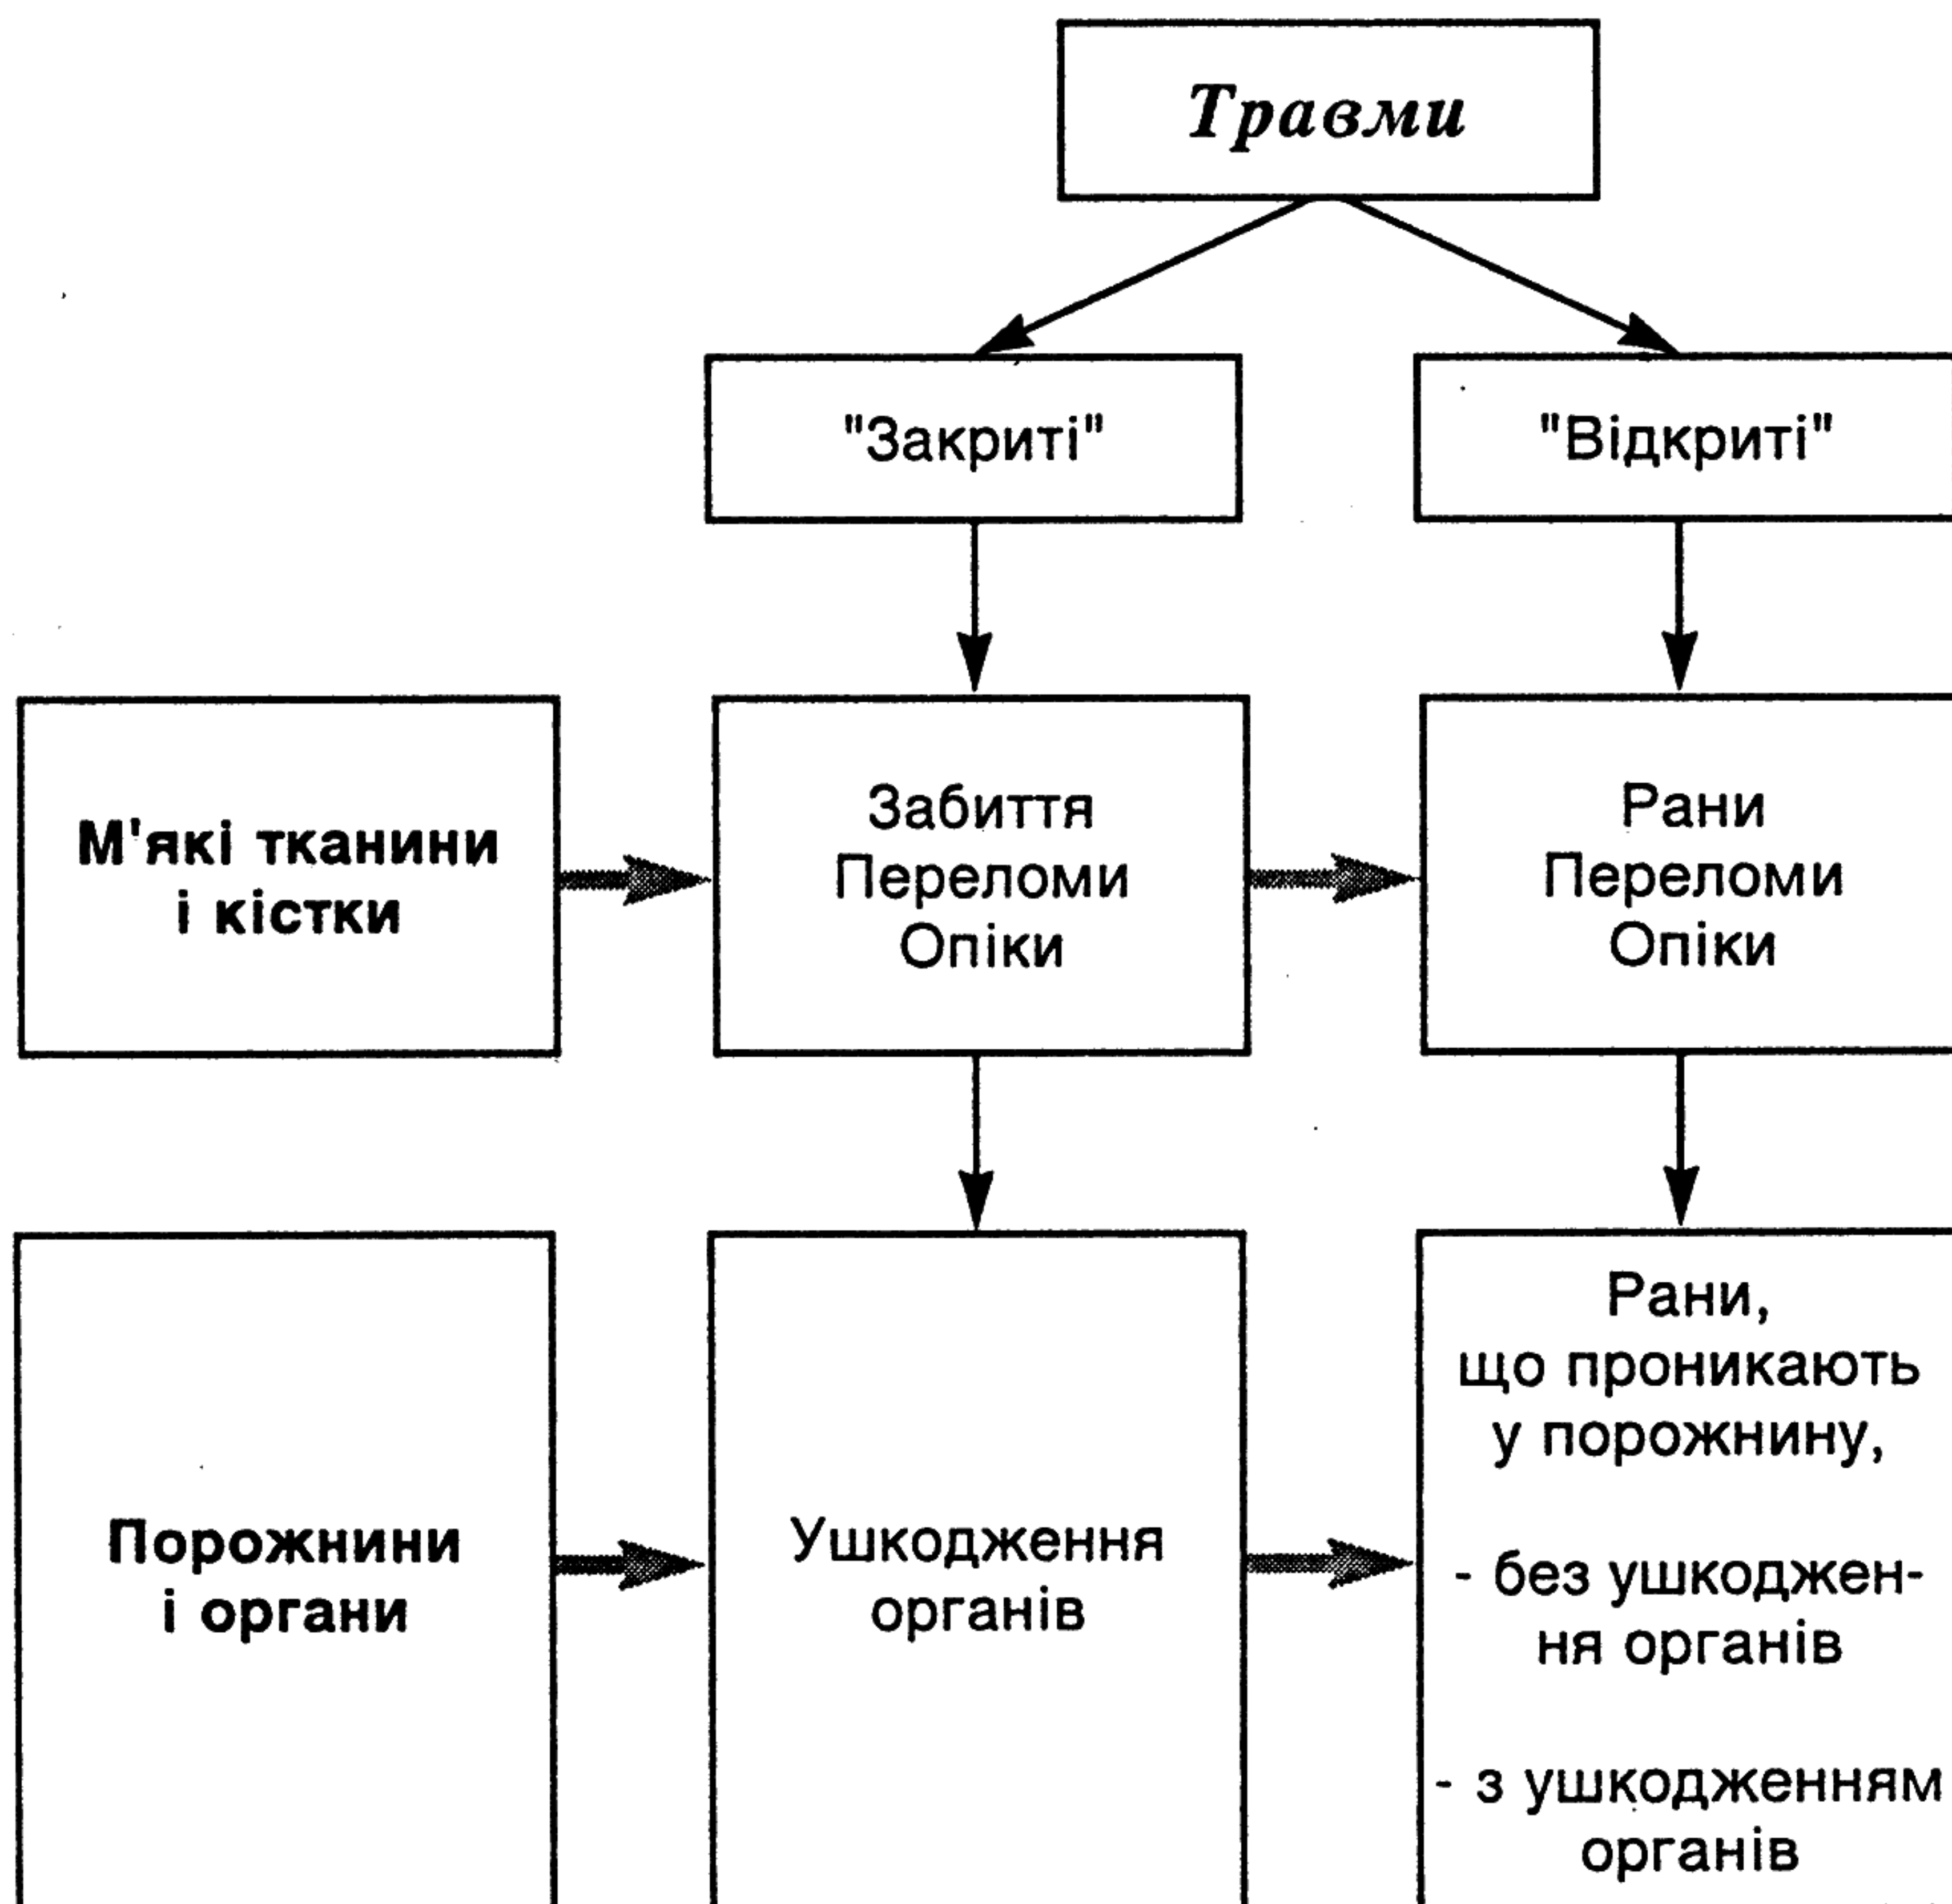 Травми
"Закриті"
"Відкриті"
М'які тканини
і кістки
Забиття
Переломи
Опіки
Рани
Переломи
Опіки
Порожнини
і органи
Ушкодження
органів
Рани,
що проникають
у порожнину,
- без ушкоджен-
ня органів
- з ушкодженням
органів